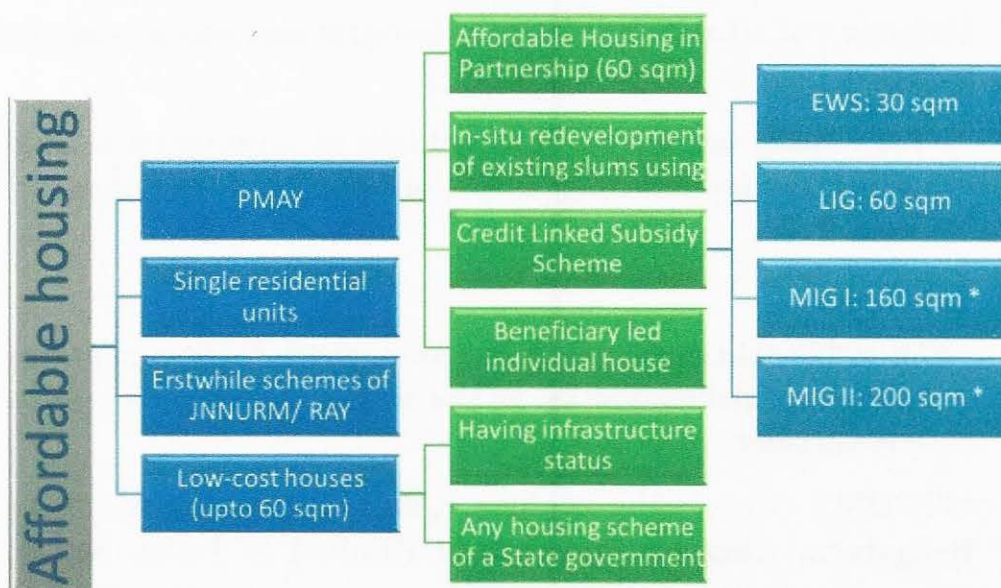 Affordable housing
PMAY
Single residential
units
Erstwhile schemes of
JNNURM/ RAY
Low-cost houses
(upto 60 sqm)
Affordable Housing in
Partnership (60 sqm)
In-situ redevelopment
of existing slums using
Credit Linked Subsidy
Scheme
Beneficiary led
individual house
Having infrastructure
status
Any housing scheme
of a State government
EWS: 30 sqm
LIG: 60 sqm
MIG I: 160 sqm *
MIG II: 200 sqm *